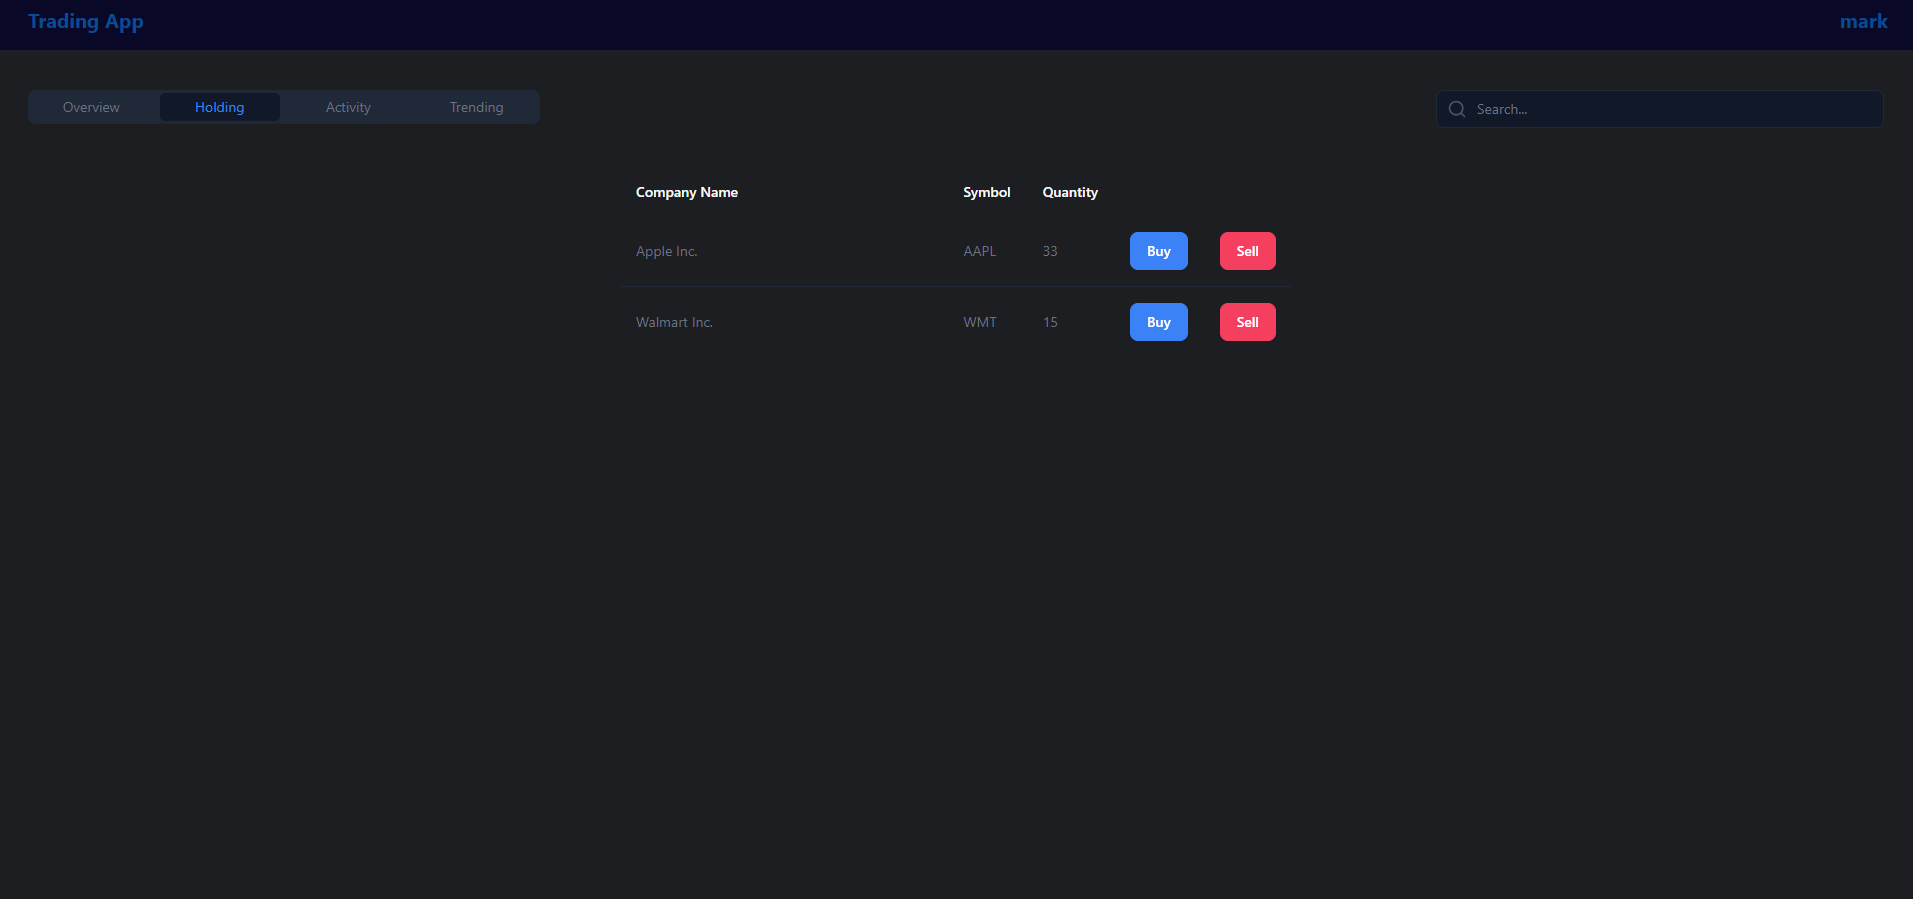 Trading App mark
Overview Holding Activity Trending Search...
Company Name Symbol Quantity
Apple Inc. AAPL 33 Buy Sell
Walmart Inc. WMT 15 Buy Sell